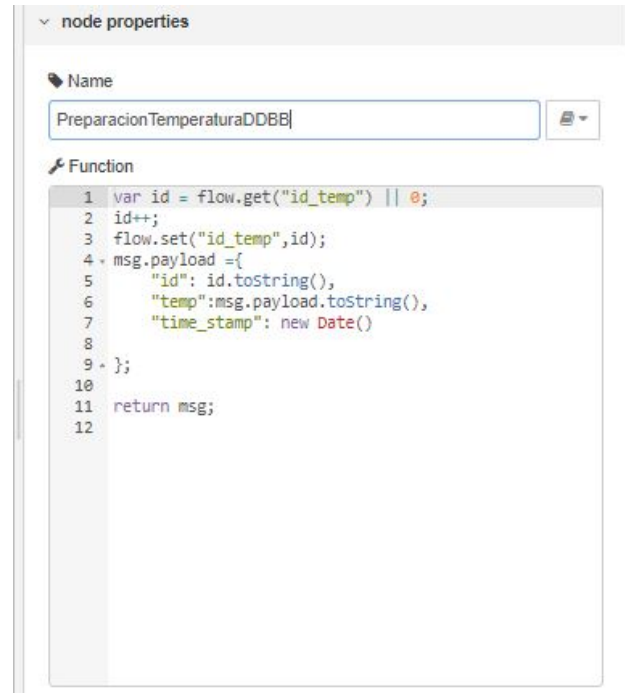 node properties
Name
PreparacionTemperaturaDDBB
Function
1 var id = flow.get("id_temp") || 0;
2 id++;
3 flow.set("id_temp",id);
4 msg.payload ={
5 "id": id.toString(),
6 "temp":msg.payload.toString(),
7 "time_stamp": new Date()
8
9 };
10
11 return msg;
12